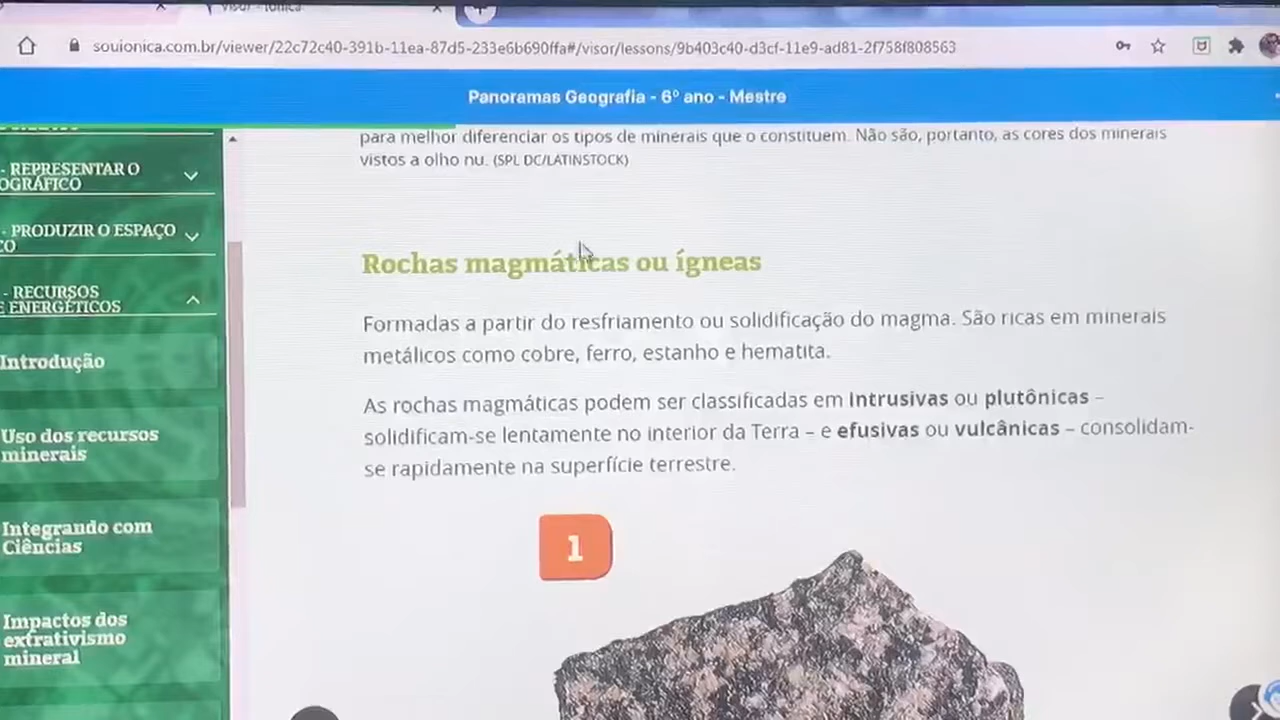 souionica.com.br/viewer/22c72c40-391b-11ea-87d5-233e6b690ffa#/visor/lessons/9b403c40-d3cf-11e9-ad81-2f758f808563
Panoramas Geografia - 6º ano - Mestre
para melhor diferenciar os tipos de minerais que o constituem. Não são, portanto, as cores dos minerais
vistos a olho nu. (SPL DC/LATINSTOCK)
- REPRESENTAR O
OGRÁFICO
- PRODUZIR O ESPAÇO
CO
- RECURSOS
E ENERGÉTICOS
Introdução
Uso dos recursos
minerais
Integrando com
Ciências
Impactos dos
extrativismo
mineral
Rochas magmáticas ou ígneas
Formadas a partir do resfriamento ou solidificação do magma. São ricas em minerais
metálicos como cobre, ferro, estanho e hematita.
As rochas magmáticas podem ser classificadas em intrusivas ou plutônicas –
solidificam-se lentamente no interior da Terra – e efusivas ou vulcânicas – consolidam-
se rapidamente na superfície terrestre.
1